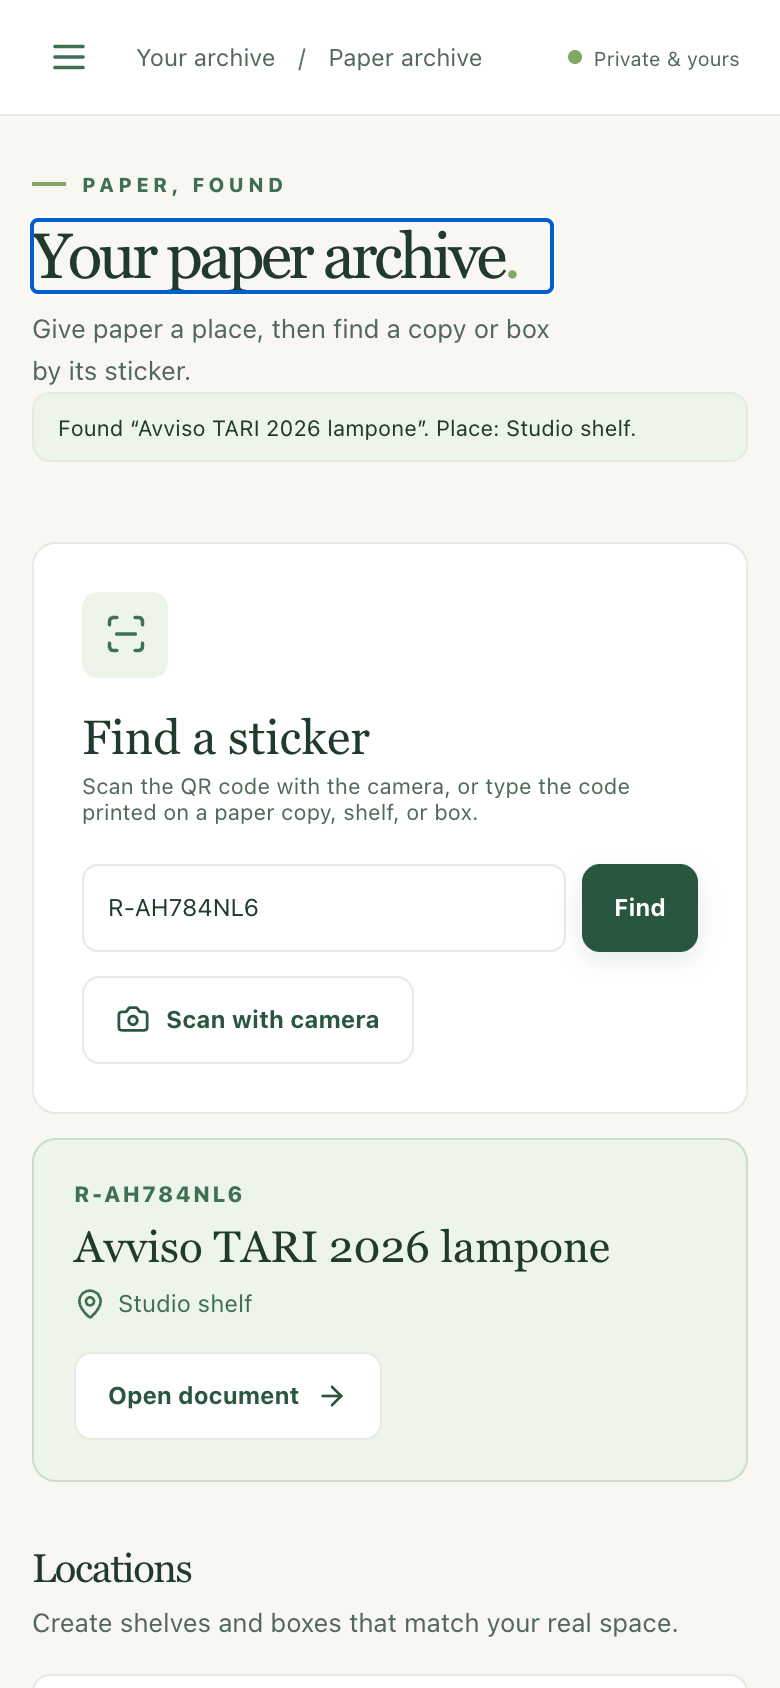 Your archive / Paper archive
Private & yours
PAPER, FOUND
Your paper archive.
Give paper a place, then find a copy or box
by its sticker.
Found “Avviso TARI 2026 lampone”. Place: Studio shelf.
Find a sticker
Scan the QR code with the camera, or type the code
printed on a paper copy, shelf, or box.
R-AH784NL6
Find
Scan with camera
R-AH784NL6
Avviso TARI 2026 lampone
Studio shelf
Open document
Locations
Create shelves and boxes that match your real space.